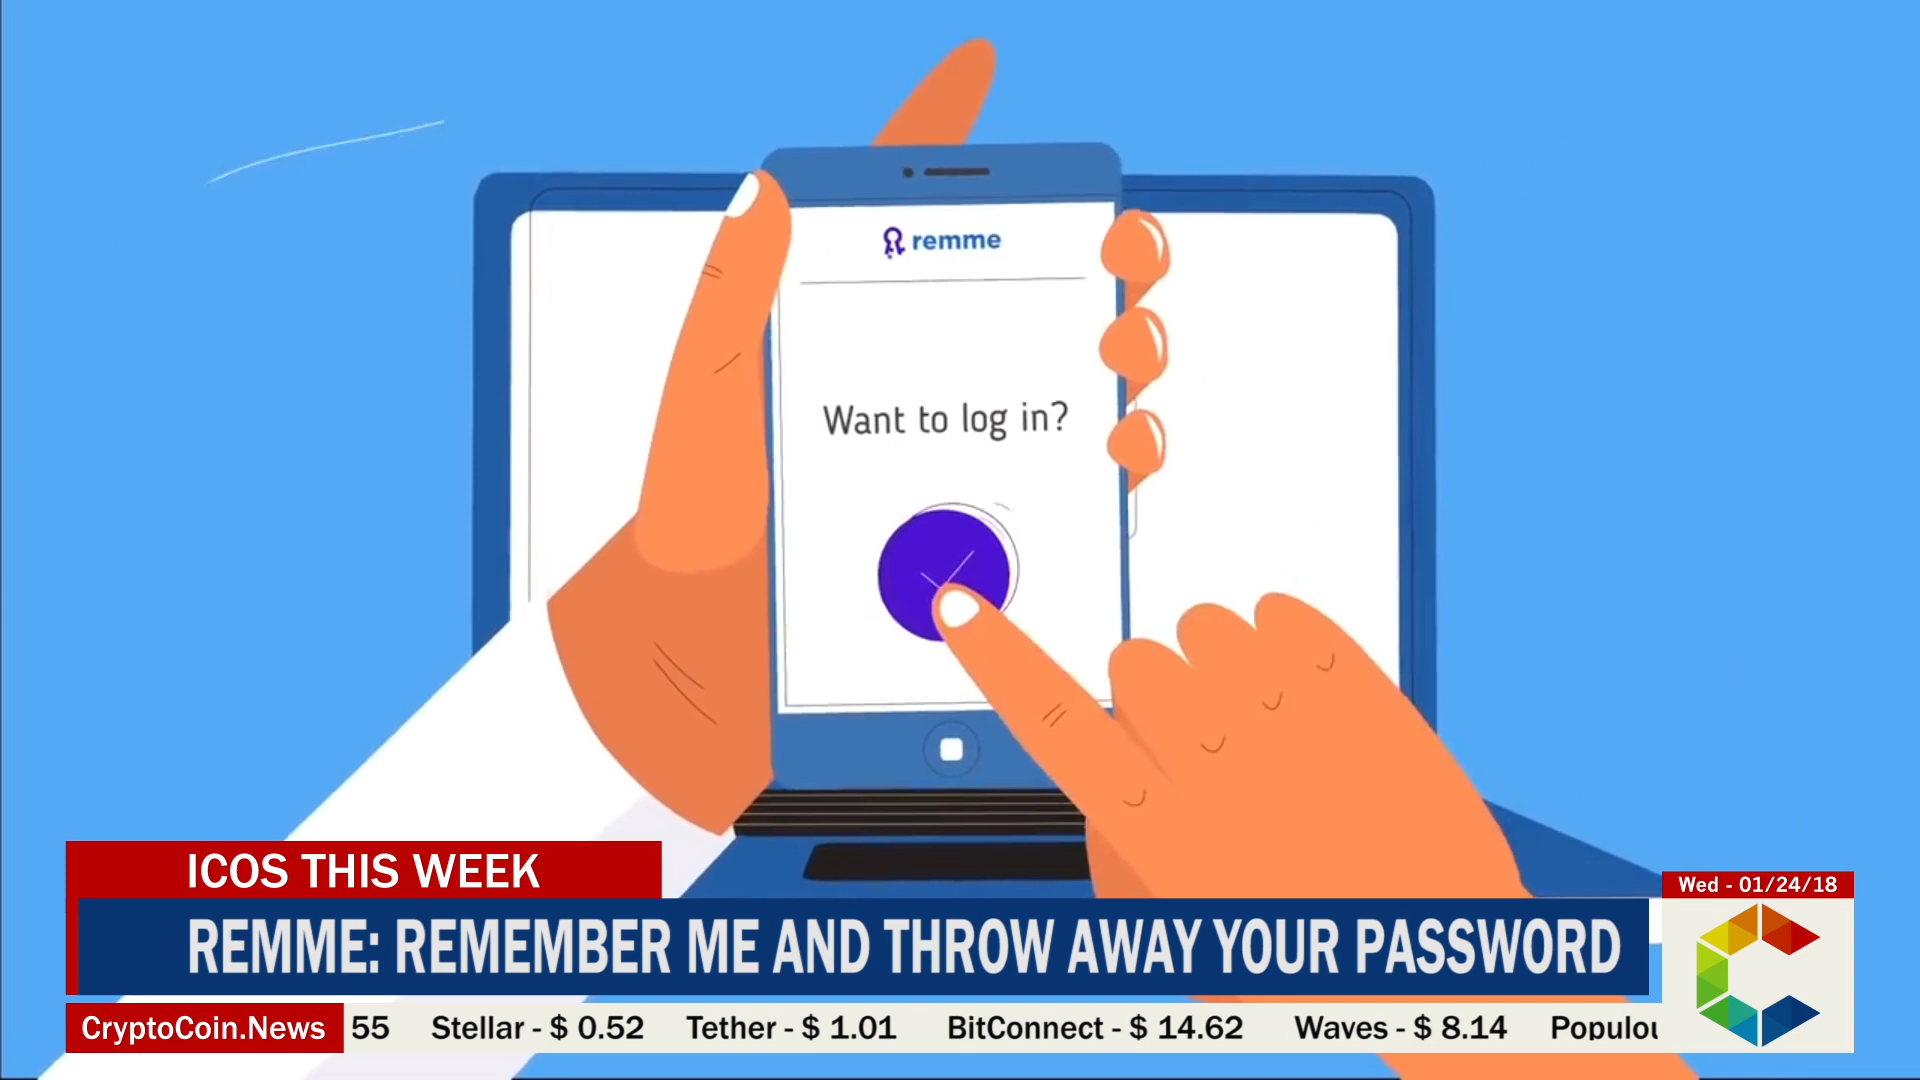 remme
Want to log in?
ICOS THIS WEEK
Wed - 01/24/18
REMME: REMEMBER ME AND THROW AWAY YOUR PASSWORD
CryptoCoin.News 55 Stellar - $ 0.52 Tether - $ 1.01 BitConnect - $ 14.62 Waves - $ 8.14 Populou